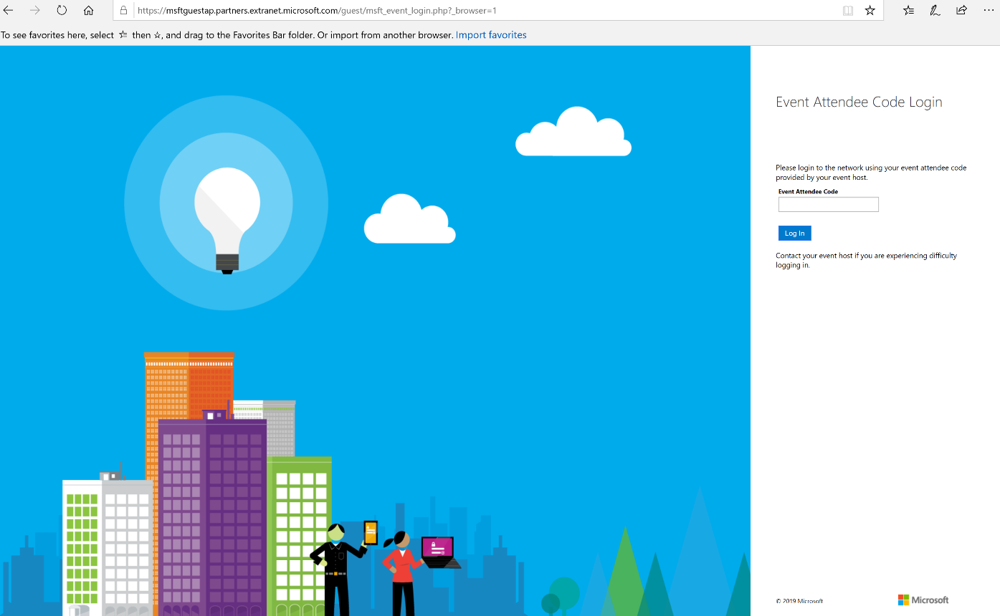 https://msftguestap.partners.extranet.microsoft.com/guest/msft_event_login.php?_browser=1
To see favorites here, select then ☆, and drag to the Favorites Bar folder. Or import from another browser. Import favorites
Event Attendee Code Login
Please login to the network using your event attendee code
provided by your event host.
Event Attendee Code
Log In
Contact your event host if you are experiencing difficulty
logging in.
© 2019 Microsoft
Microsoft